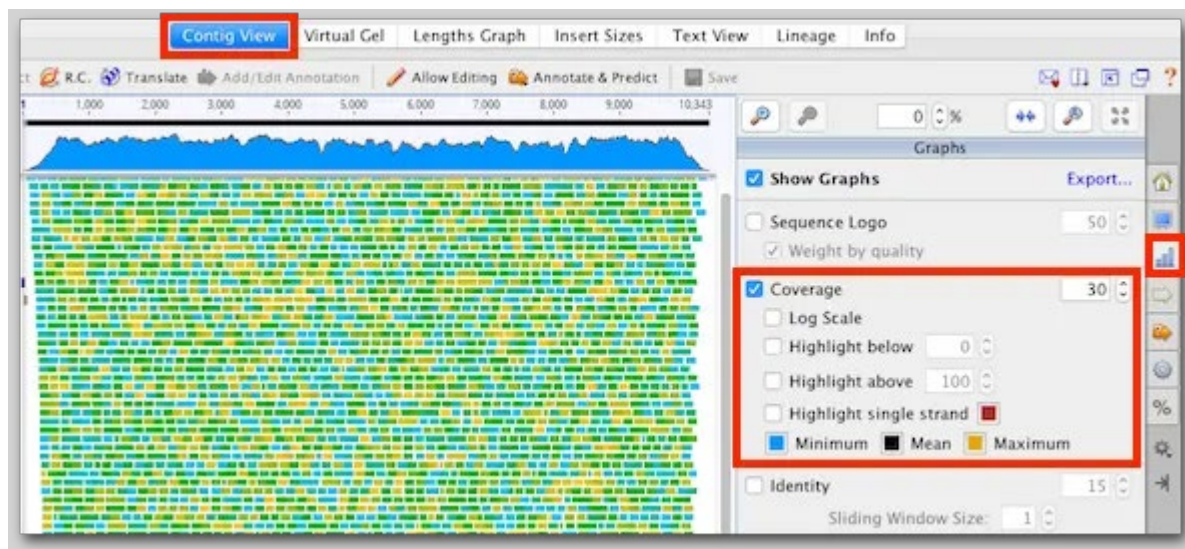 Contig View Virtual Gel Lengths Graph Insert Sizes Text View Lineage Info
R.C. Translate Add/Edit Annotation Allow Editing Annotate & Predict Save ?
1 1,000 2,000 3,000 4,000 5,000 6,000 7,000 8,000 9,000 10,343
0 %
Graphs
Show Graphs Export...
Sequence Logo 50
Weight by quality
Coverage 30
Log Scale
Highlight below 0
Highlight above 100
%
Highlight single strand
Minimum Mean Maximum
Identity 15
Sliding Window Size: 1